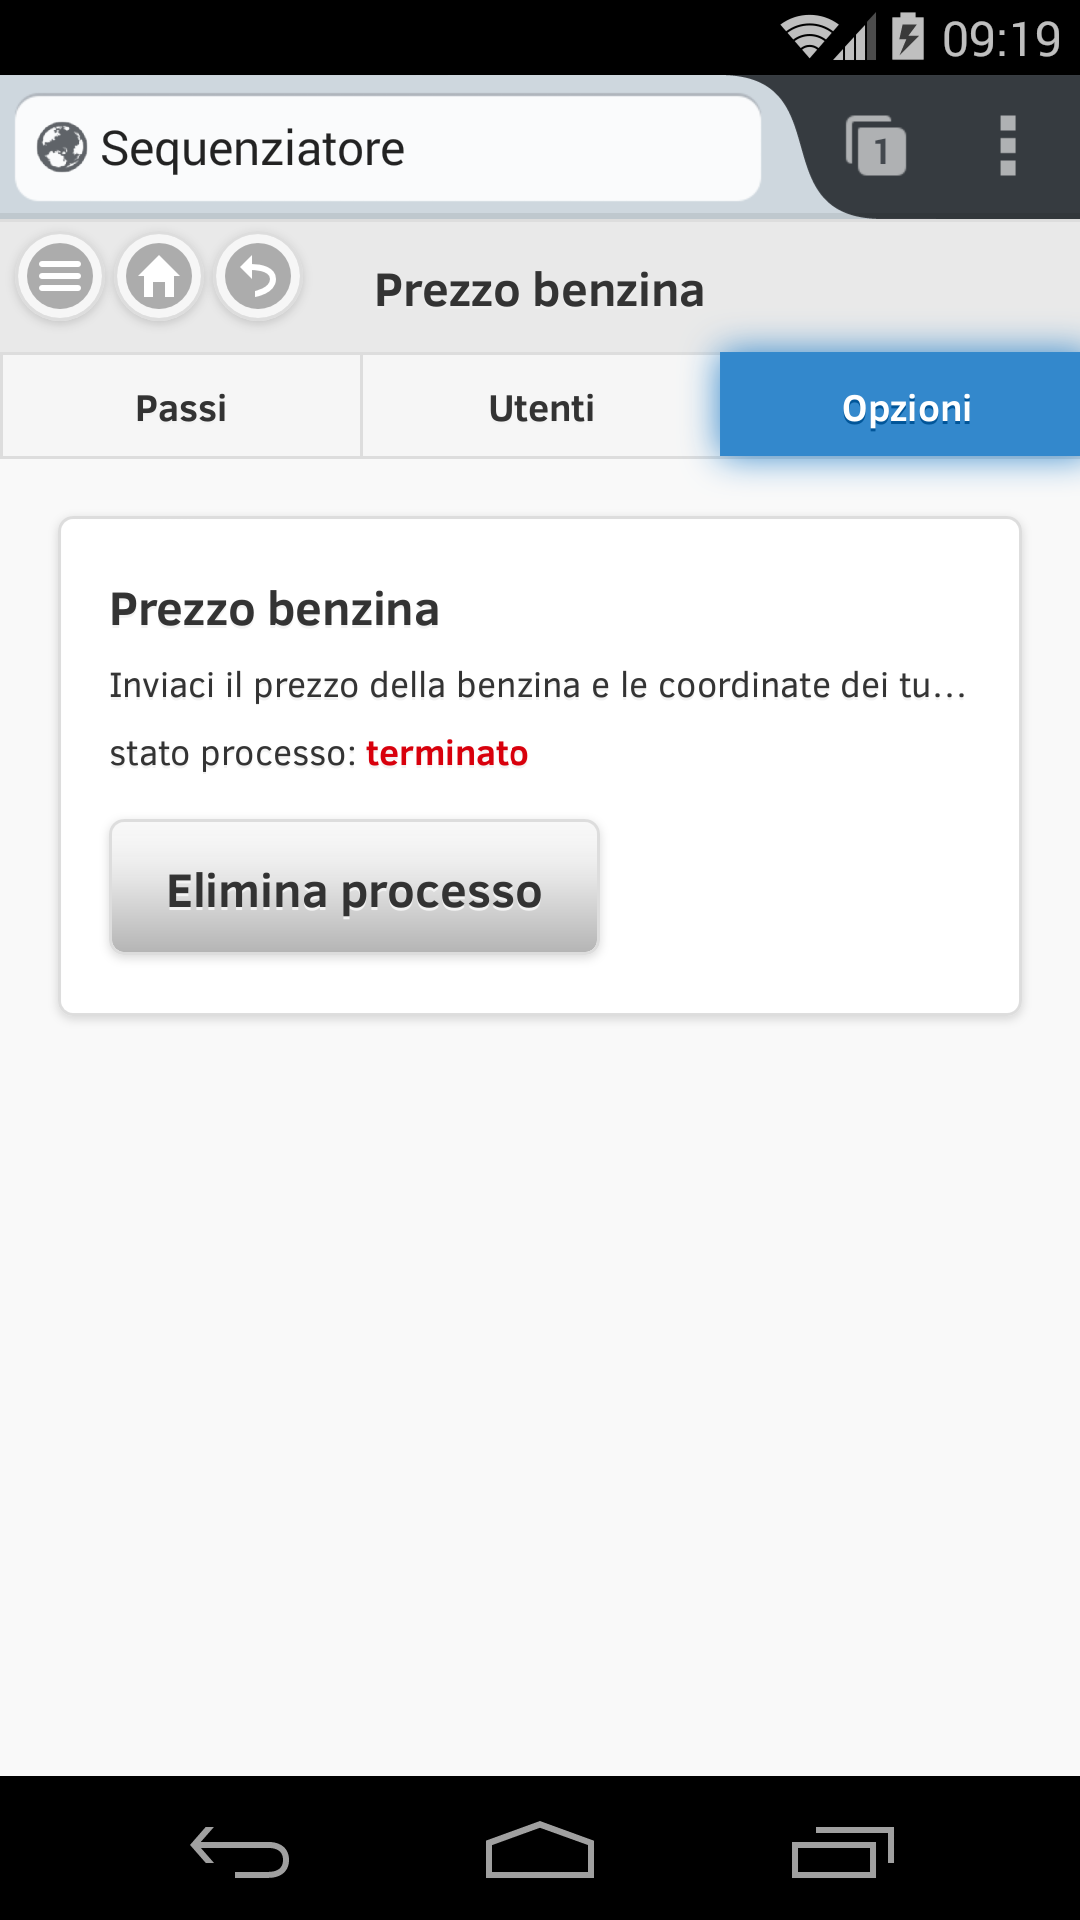 09:19
Sequenziatore
1
Prezzo benzina
Passi
Utenti
Opzioni
Prezzo benzina
Inviaci il prezzo della benzina e le coordinate dei tu...
stato processo: terminato
Elimina processo